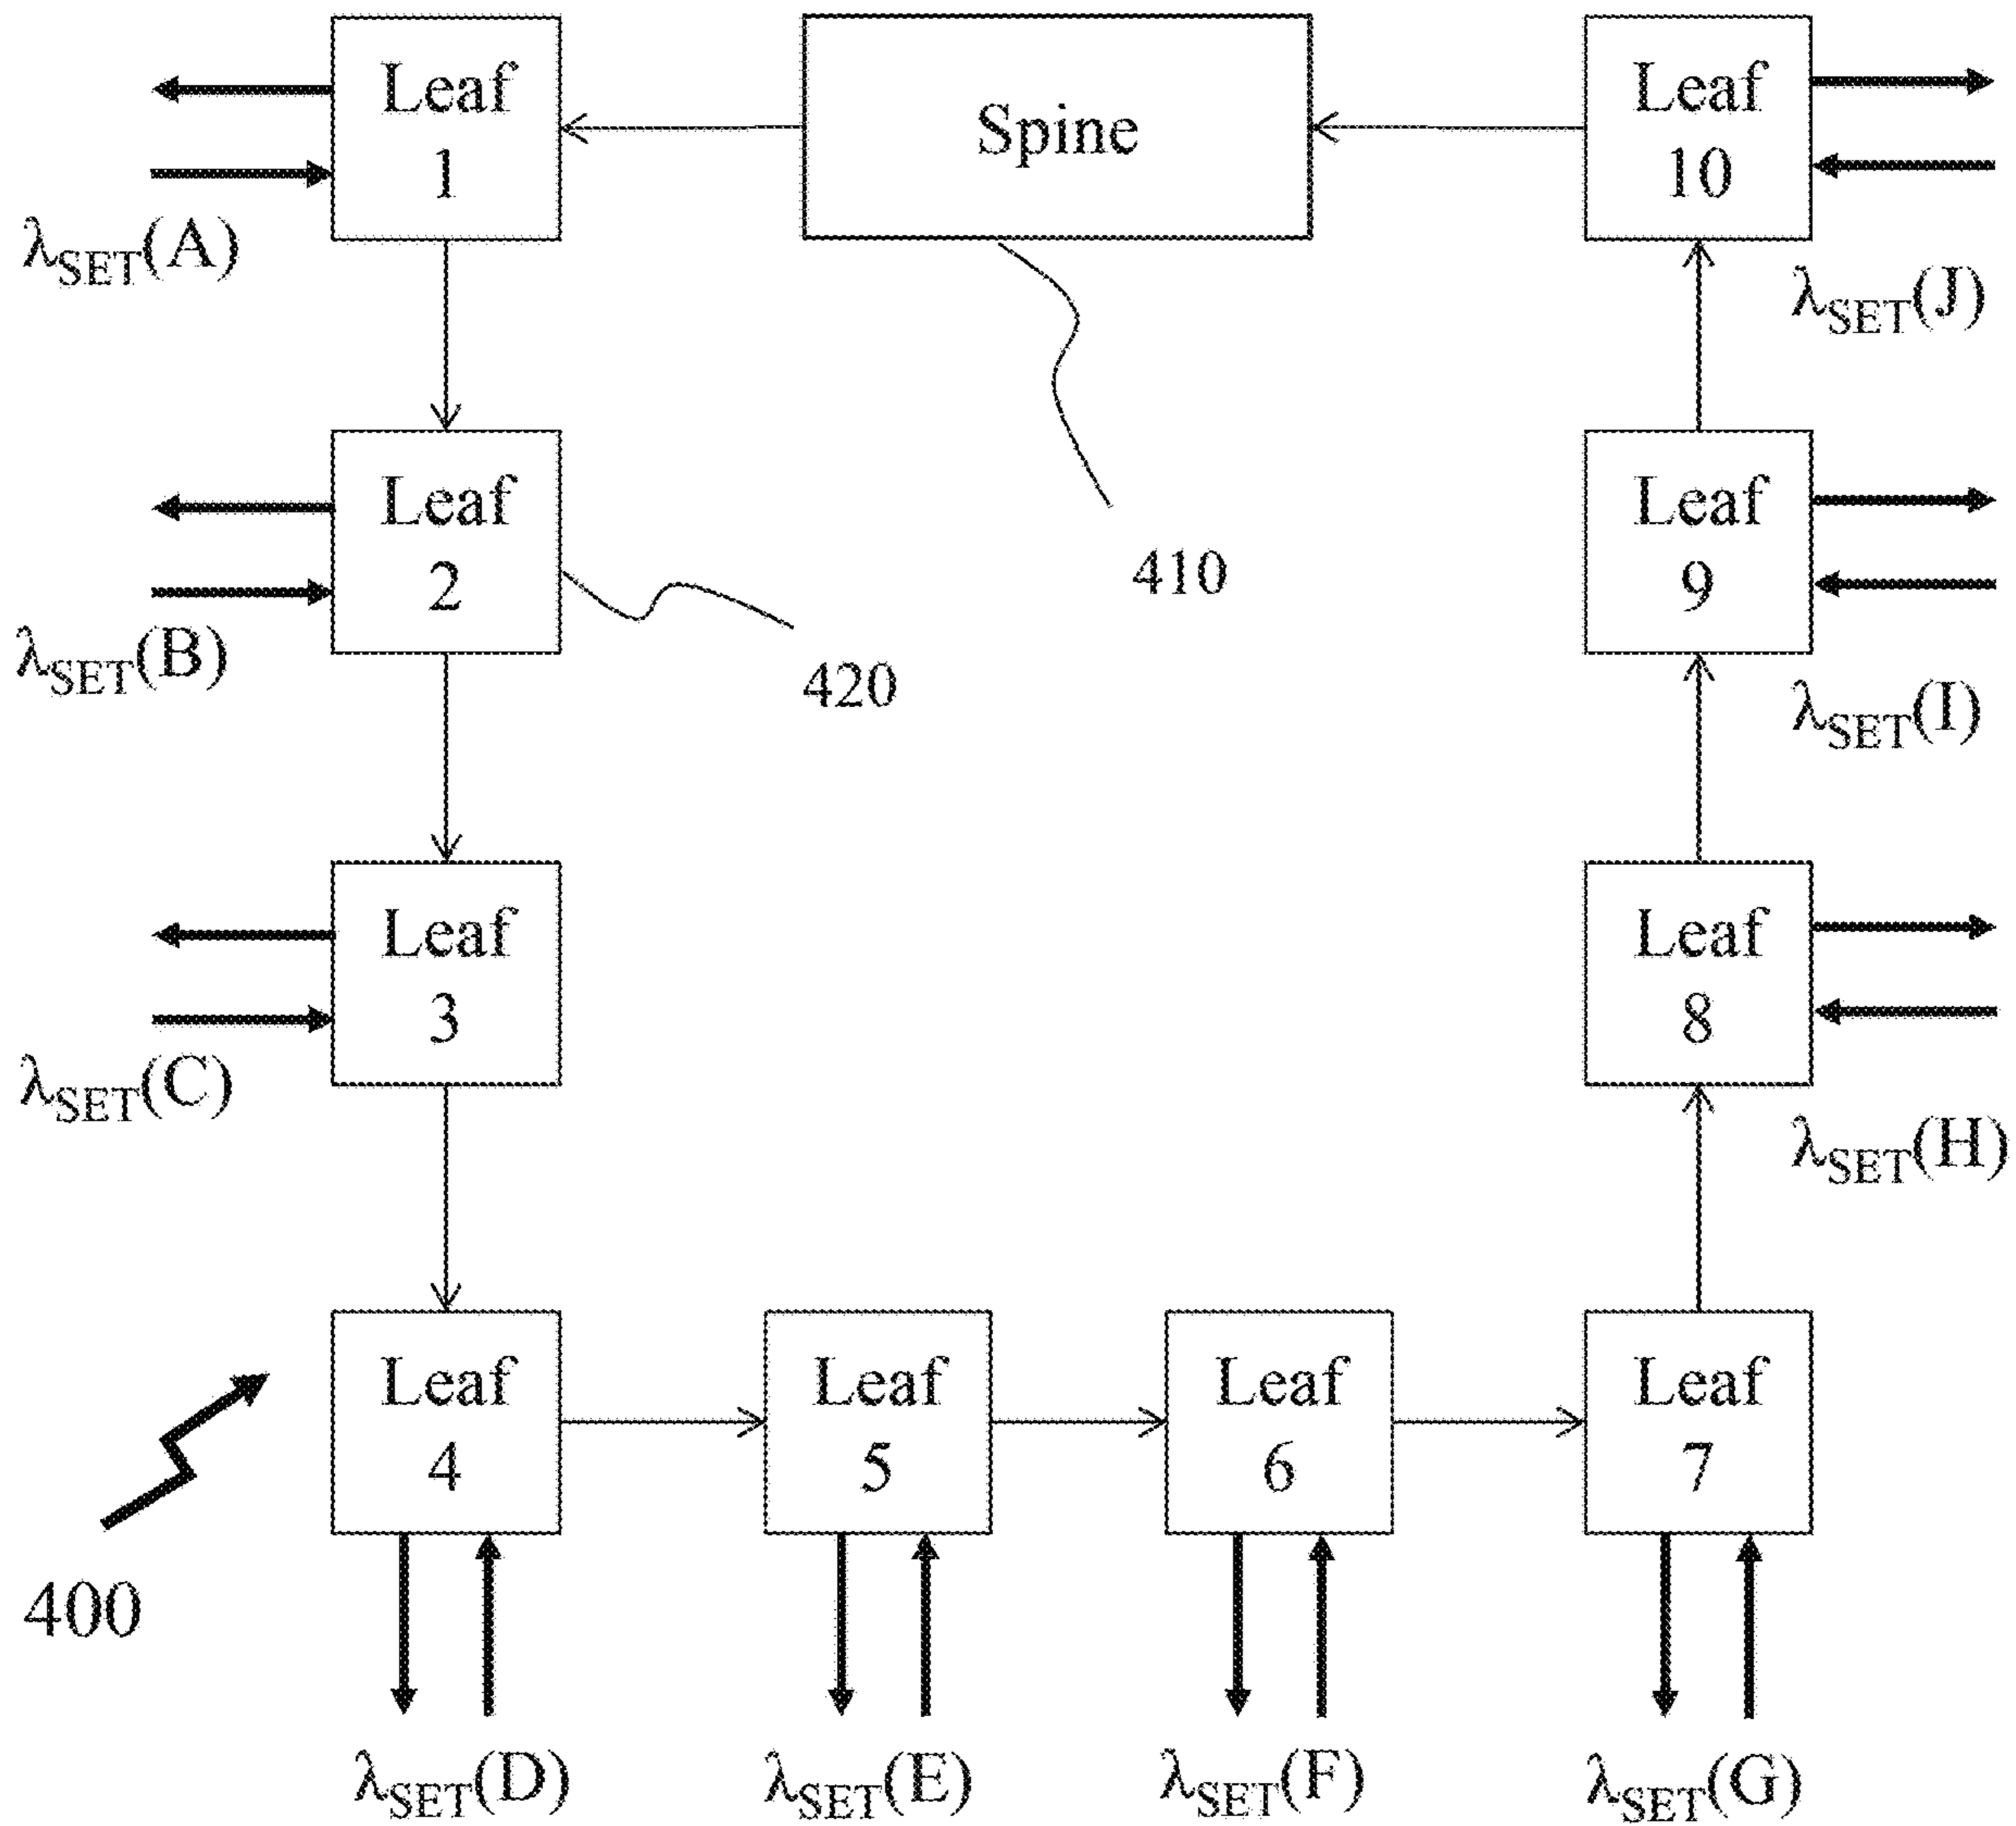 Leaf
1
Spine
Leaf
10
λSET(A)
λSET(J)
Leaf
2
410
Leaf
9
λSET(B)
420
λSET(I)
Leaf
3
Leaf
8
λSET(C)
λSET(H)
Leaf
4
Leaf
5
Leaf
6
Leaf
7
400
λSET(D)
λSET(E)
λSET(F)
λSET(G)